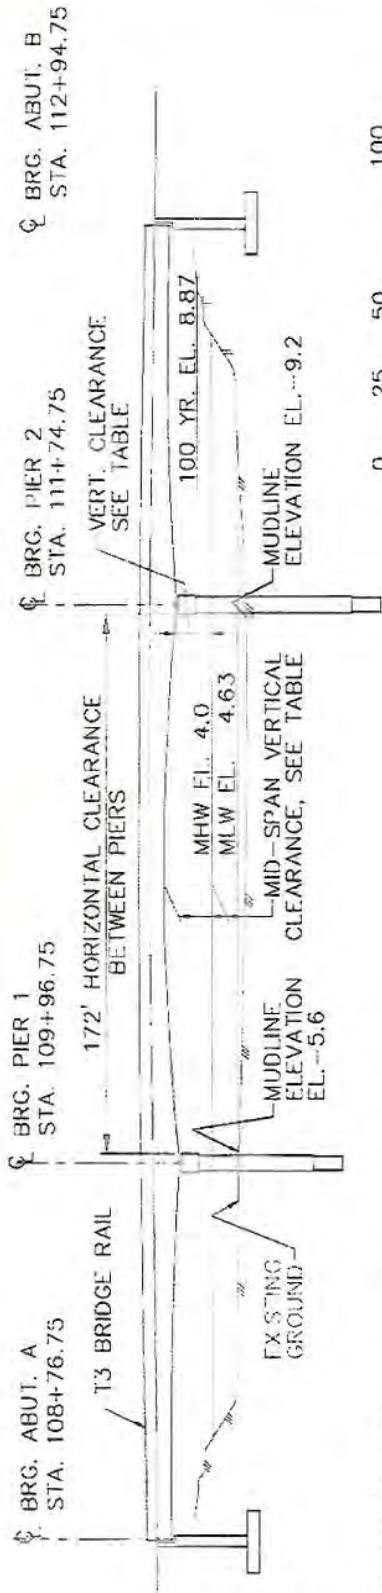 ℄ BRG. ABUT. A
STA. 108+76.75
℄ BRG. PIER 1
STA. 109+96.75
℄ BRG. PIER 2
STA. 111+74.75
℄ BRG. ABUT. B
STA. 112+94.75
T3 BRIDGE RAIL
172' HORIZONTAL CLEARANCE
BETWEEN PIERS
VERT. CLEARANCE
SEE TABLE
100 YR. EL. 8.87
MHW EL. 4.0
MLW EL. 4.63
EXISTING
GROUND
MUDLINE
ELEVATION
EL.-5.6
MID-SPAN VERTICAL
CLEARANCE, SEE TABLE
MUDLINE
ELEVATION EL.-9.2
0 25 50 100